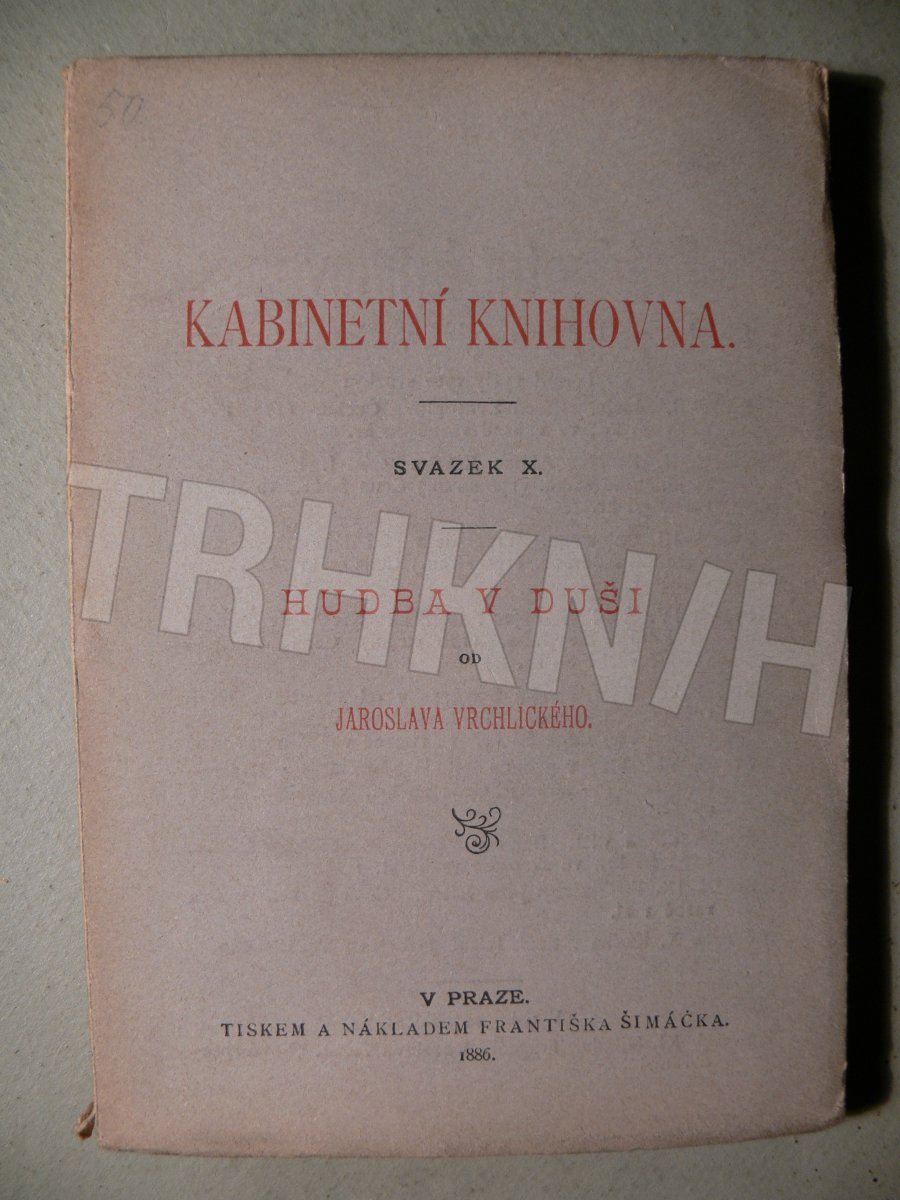 50
KABINETNÍ KNIHOVNA.
SVAZEK X.
HUDBA V DUŠI
OD
JAROSLAVA VRCHLICKÉHO.
V PRAZE.
TISKEM A NÁKLADEM FRANTIŠKA ŠIMÁČKA.
1886.
TRHKNIH